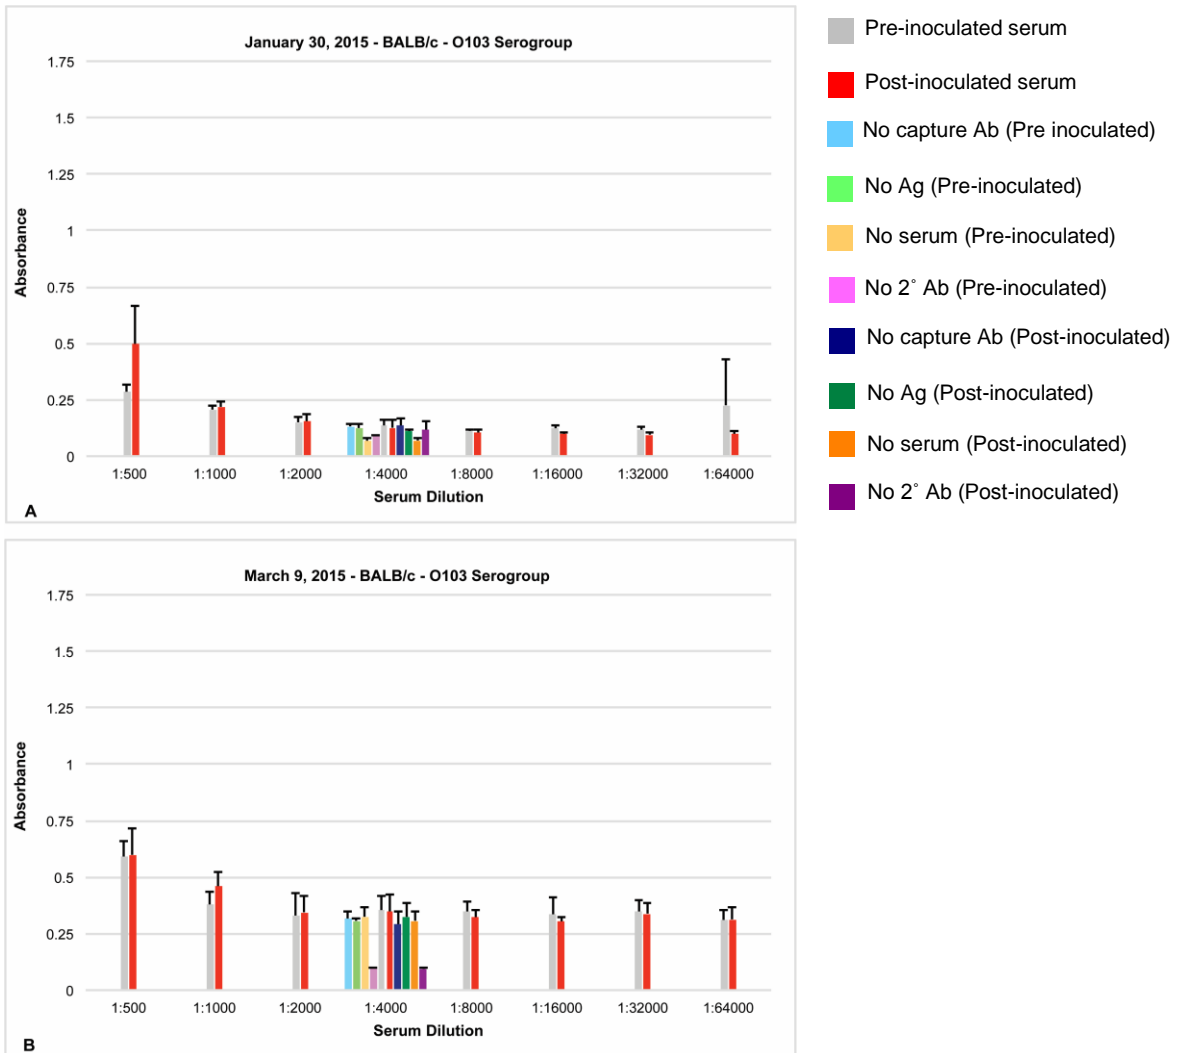 January 30, 2015 - BALB/c - O103 Serogroup
1.75
1.5
1.25
1
0.75
0.5
0.25
0
Absorbance
1:500
1::1000
1:2000
1:4000
1:8000
1:16000
1:32000
1:64000
Serum Dilution
A
Pre-inoculated serum
Post-inoculated serum
No capture Ab (Pre inoculated)
No Ag (Pre-inoculated)
No serum (Pre-inoculated)
No 2° Ab (Pre-inoculated)
No capture Ab (Post-inoculated)
No Ag (Post-inoculated)
No serum (Post-inoculated)
No 2° Ab (Post-inoculated)
March 9, 2015 - BALB/c - O103 Serogroup
1.75
1.5
1.25
1
0.75
0.5
0.25
0
Absorbance
1:500
1::1000
1:2000
1:4000
1:8000
1:16000
1:32000
1:64000
Serum Dilution
B